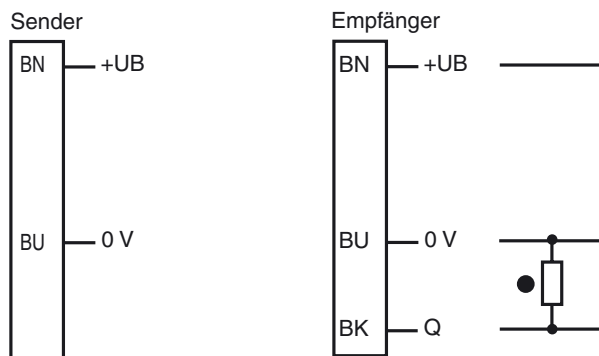 Sender
BN +UB
BU 0 V
Empfänger
BN +UB
BU 0 V
BK Q